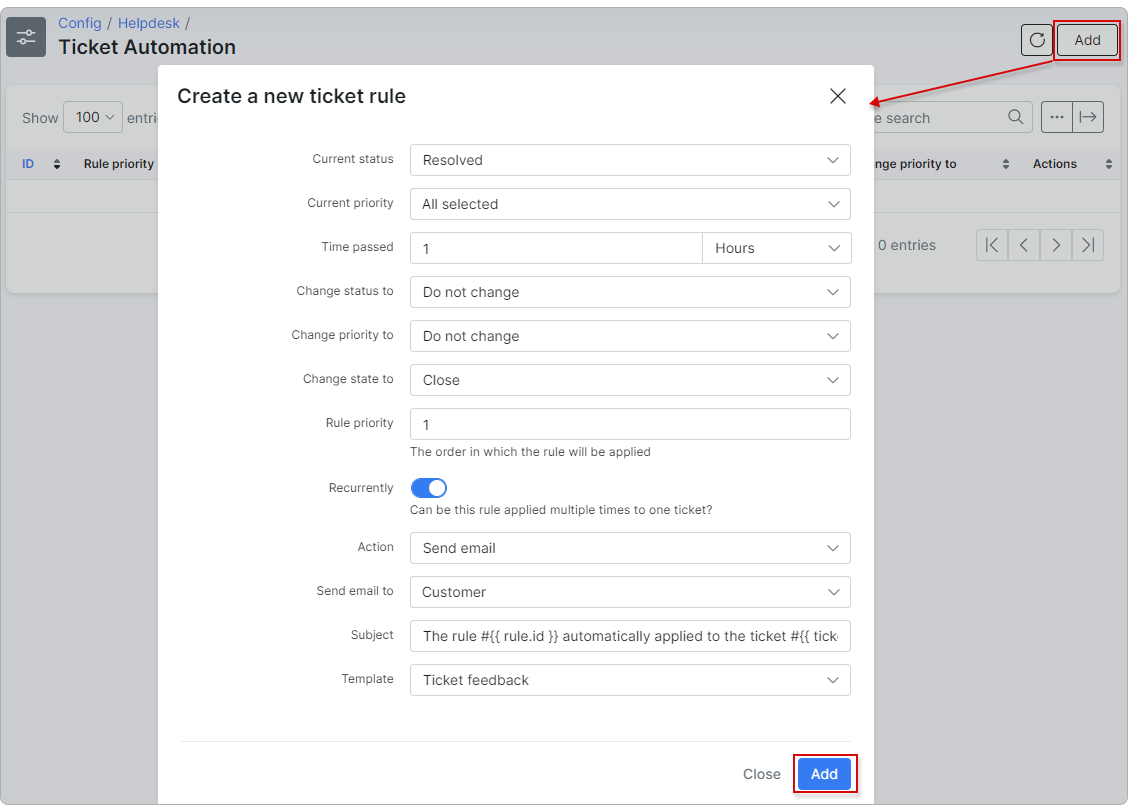 Config / Helpdesk /
Ticket Automation
Add
Create a new ticket rule
Show 100 entri
e search
ID Rule priority
nge priority to Actions
0 entries
Current status Resolved
Current priority All selected
Time passed 1 Hours
Change status to Do not change
Change priority to Do not change
Change state to Close
Rule priority 1
The order in which the rule will be applied
Recurrently
Can be this rule applied multiple times to one ticket?
Action Send email
Send email to Customer
Subject The rule #{{ rule.id }} automatically applied to the ticket #{{ tick
Template Ticket feedback
Close Add